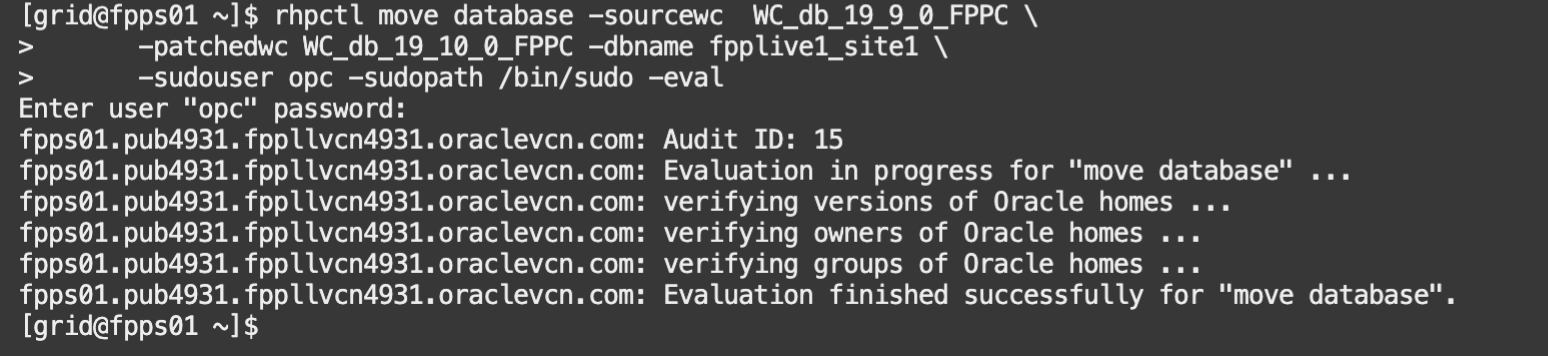 [grid@fpps01 ~]$ rhpctl move database -sourcewc  WC_db_19_9_0_FPPC \
>       -patchedwc WC_db_19_10_0_FPPC -dbname fpplive1_site1 \
>       -sudouser opc -sudopath /bin/sudo -eval
Enter user "opc" password:
fpps01.pub4931.fppllvcn4931.oraclevcn.com: Audit ID: 15
fpps01.pub4931.fppllvcn4931.oraclevcn.com: Evaluation in progress for "move database" ...
fpps01.pub4931.fppllvcn4931.oraclevcn.com: verifying versions of Oracle homes ...
fpps01.pub4931.fppllvcn4931.oraclevcn.com: verifying owners of Oracle homes ...
fpps01.pub4931.fppllvcn4931.oraclevcn.com: verifying groups of Oracle homes ...
fpps01.pub4931.fppllvcn4931.oraclevcn.com: Evaluation finished successfully for "move database".
[grid@fpps01 ~]$